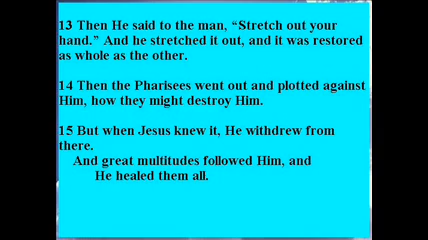 13 Then He said to the man, “Stretch out your
hand.” And he stretched it out, and it was restored
as whole as the other.
14 Then the Pharisees went out and plotted against
Him, how they might destroy Him.
15 But when Jesus knew it, He withdrew from
there.
And great multitudes followed Him, and
He healed them all.